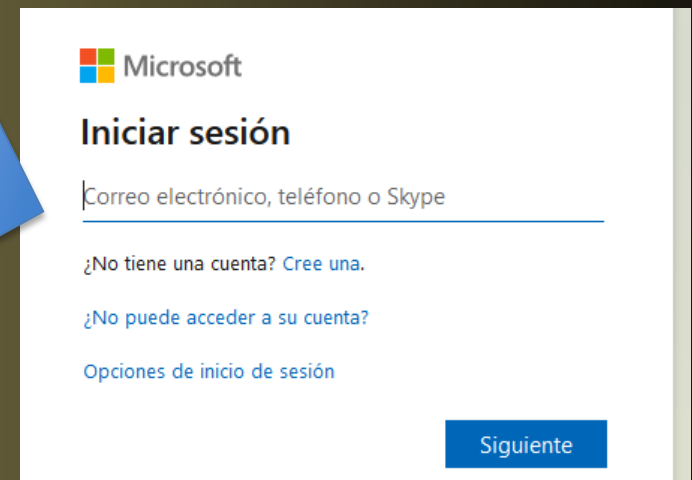 Microsoft
Iniciar sesión
Correo electrónico, teléfono o Skype
¿No tiene una cuenta? Cree una.
¿No puede acceder a su cuenta?
Opciones de inicio de sesión
Siguiente